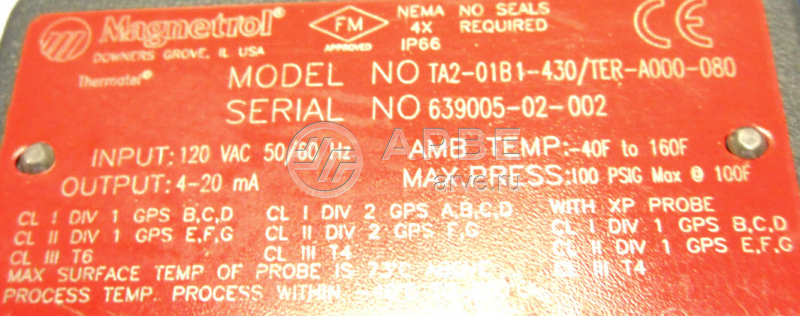 Magnetrol®
DOWNERS GROVE, IL USA
Thermatel®
FM
APPROVED
NEMA NO SEALS
4X REQUIRED
IP66
CE
MODEL NO TA2-01B1-430/TER-A000-080
SERIAL NO 639005-02-002
INPUT: 120 VAC 50/60 Hz AMB TEMP: -40F to 160F
OUTPUT: 4-20 mA MAX PRESS: 100 PSIG Max @ 100F
АРВЕ
arve.ru
CL I DIV 1 GPS B,C,D CL I DIV 2 GPS A,B,C,D WITH XP PROBE
CL II DIV 1 GPS E,F,G CL II DIV 2 GPS F,G CL I DIV 1 GPS B,C,D
CL III T6 CL III T4 CL II DIV 1 GPS E,F,G
CL III T4
MAX SURFACE TEMP OF PROBE IS ABOVE
PROCESS TEMP. PROCESS WITHIN